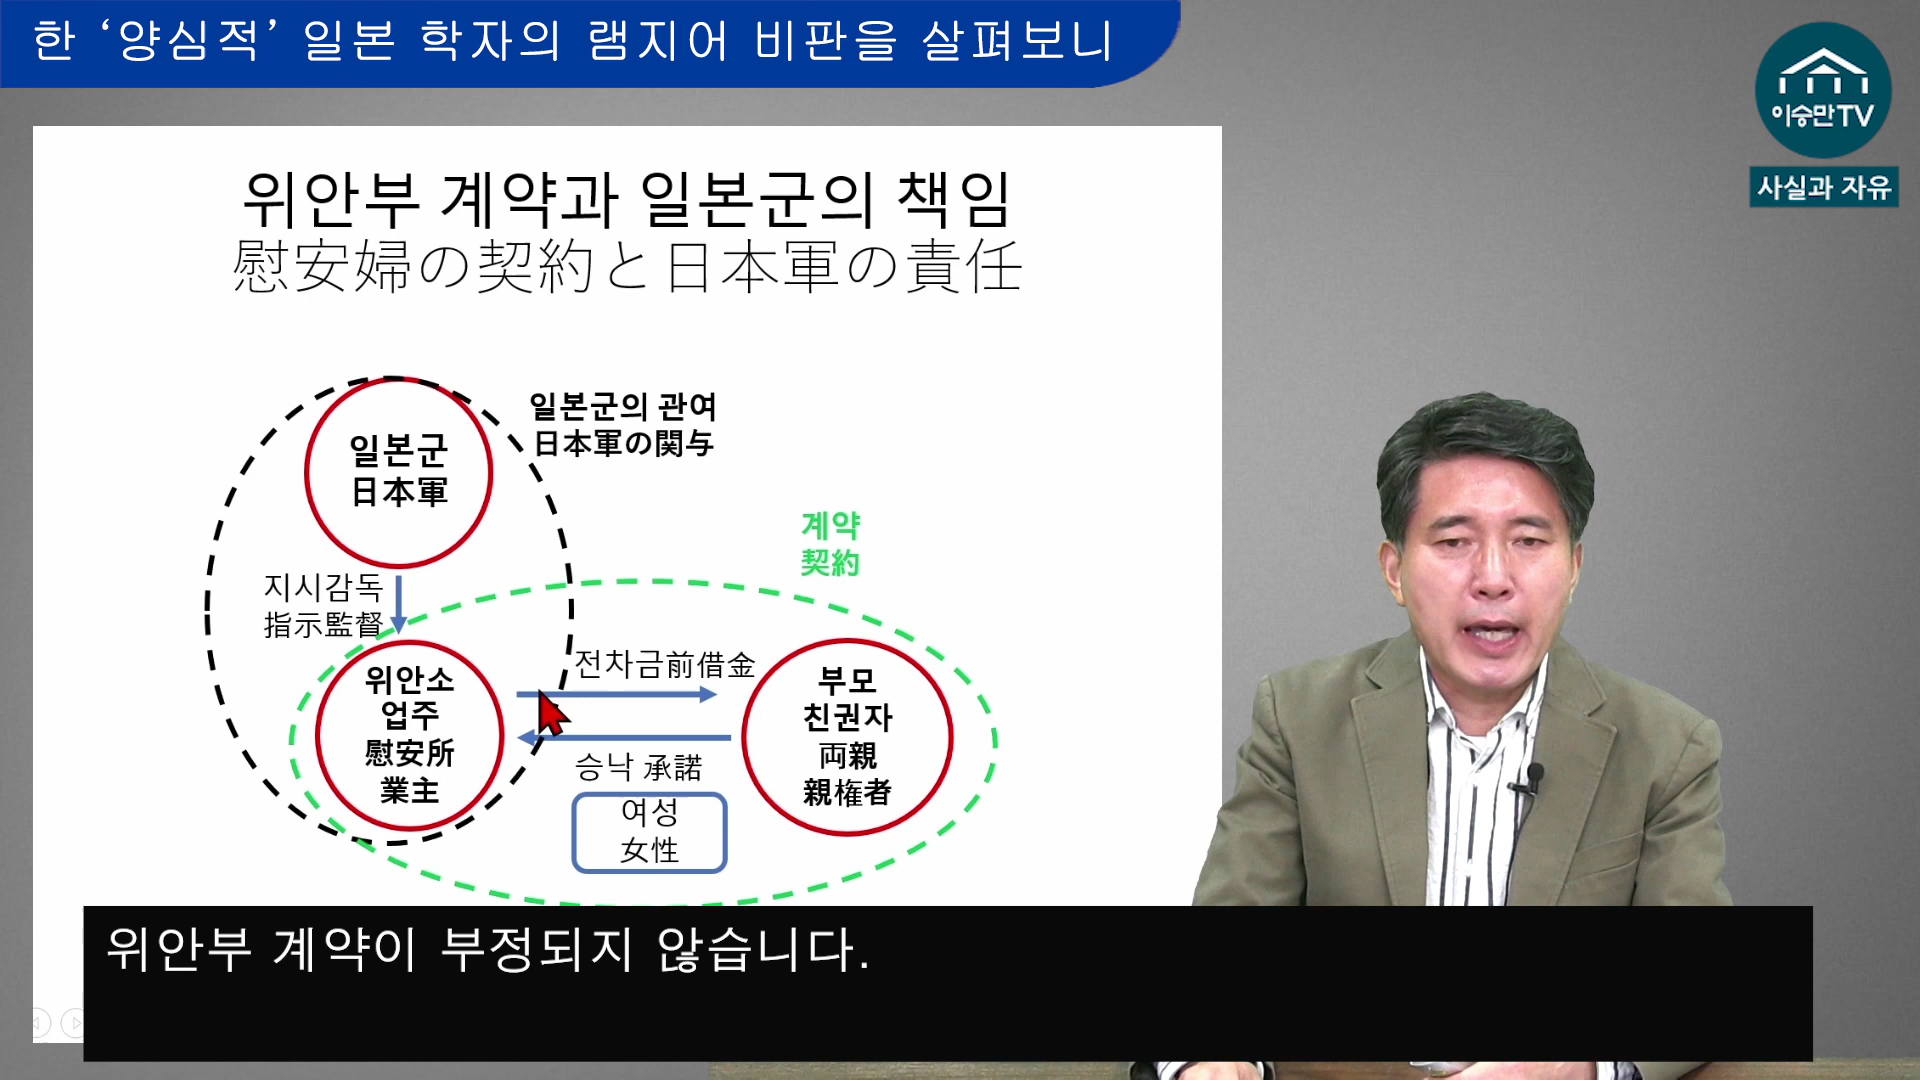 한 ‘양심적’ 일본 학자의 램지어 비판을 살펴보니
이승만TV
사실과 자유
위안부 계약과 일본군의 책임
慰安婦の契約と日本軍の責任
일본군의 관여
日本軍の関与
일본군
日本軍
계약
契約
지시감독
指示監督
전차금前借金
위안소
업주
慰安所
業主
부모
친권자
両親
親権者
승낙 承諾
여성
女性
위안부 계약이 부정되지 않습니다.